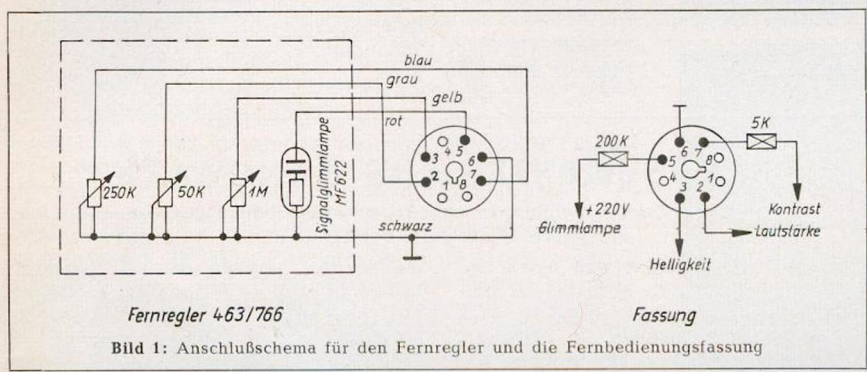 blau
grau
gelb
rot
250K
50K
1M
Signalglimmlampe
MF622
schwarz
4 5
3 6
2 7
1 8
Fernregler 463/766
200K
5K
6 7
5 8
4 1
3 2
+220V
Glimmlampe
Kontrast
Lautstärke
Helligkeit
Fassung
Bild 1: Anschlußschema für den Fernregler und die Fernbedienungsfassung